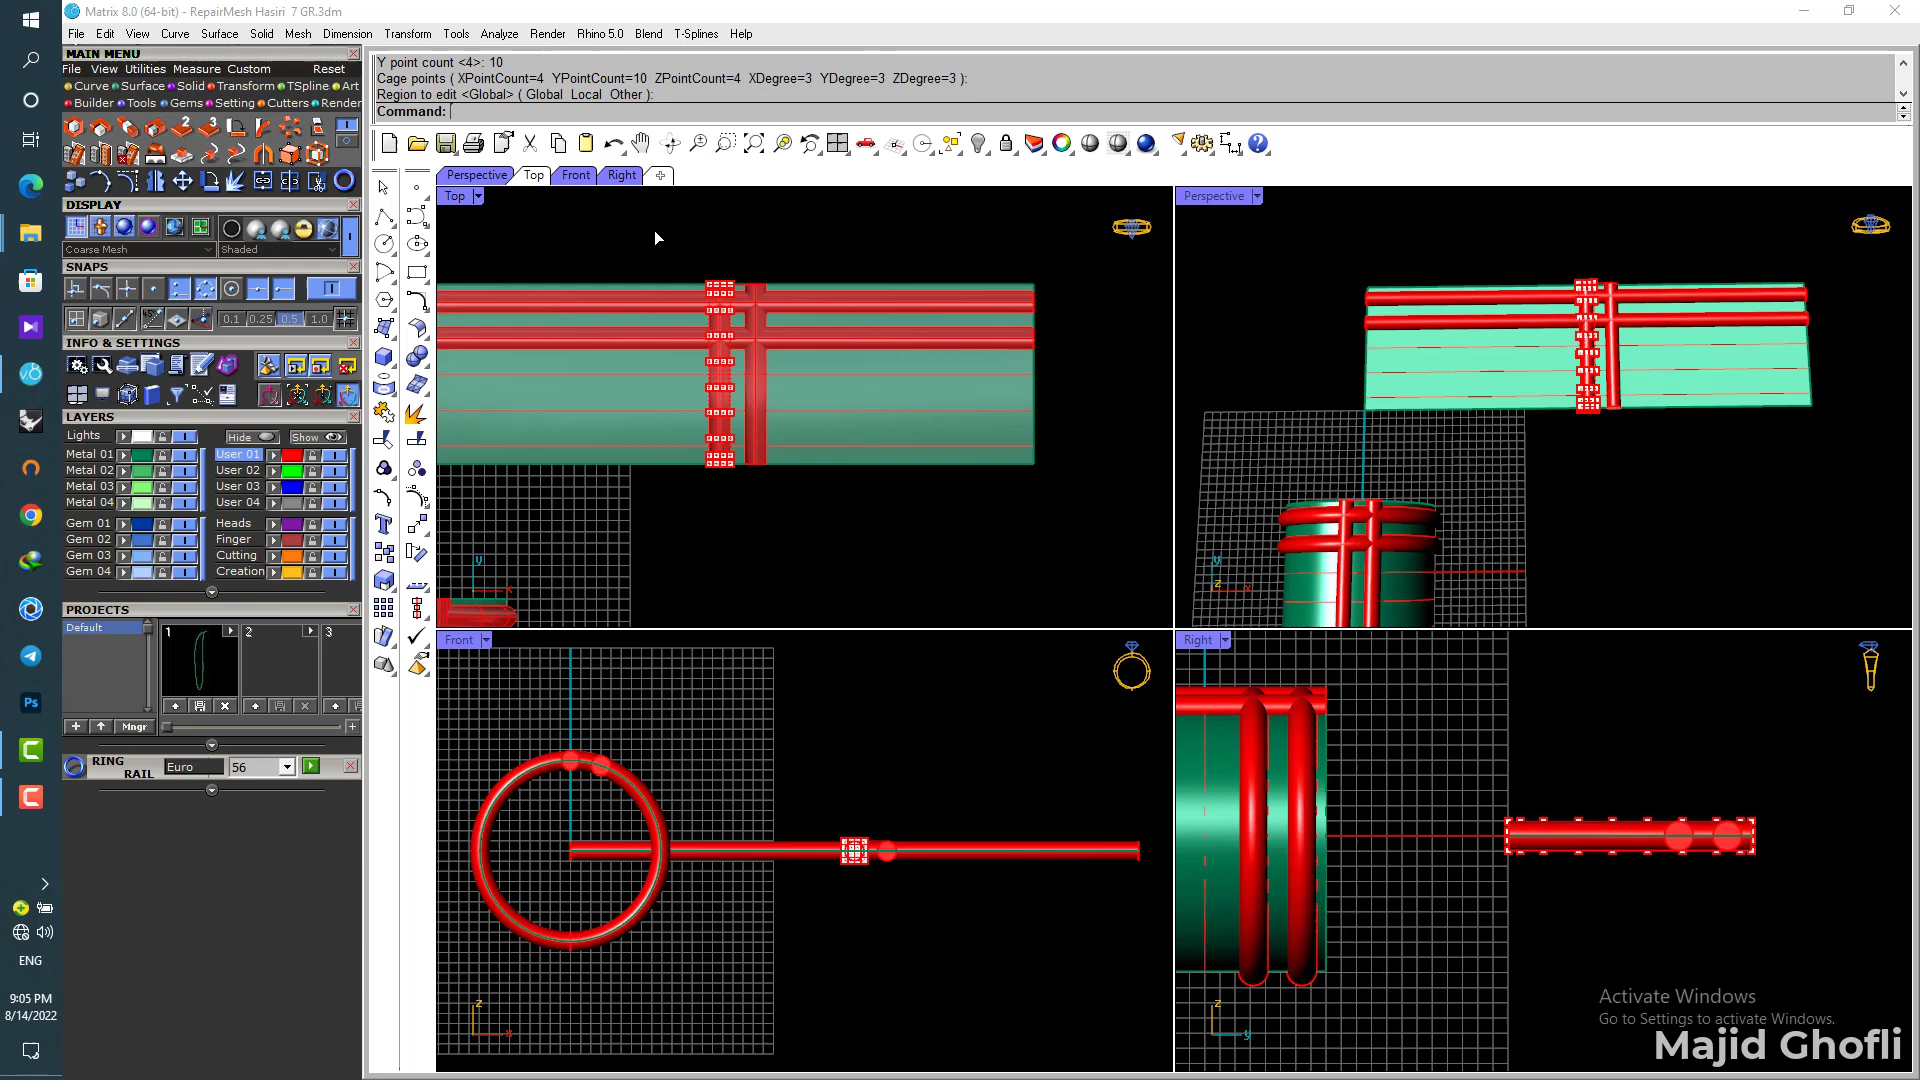 Matrix 8.0 (64-bit) - RepairMesh Hasiri 7 GR.3dm
File Edit View Curve Surface Solid Mesh Dimension Transform Tools Analyze Render Rhino 5.0 Blend T-Splines Help
MAIN MENU
File View Utilities Measure Custom Reset
Curve Surface Solid Transform TSpline Art
Builder Tools Gems Setting Cutters Render
Y point count <4>: 10
Cage points ( XPointCount=4 YPointCount=10 ZPointCount=4 XDegree=3 YDegree=3 ZDegree=3 ):
Region to edit <Global> ( Global Local Other ):
Command:
Perspective Top Front Right
Top
Perspective
DISPLAY
Coarse Mesh Shaded
SNAPS
0.1 0.25 0.5 1.0
INFO & SETTINGS
LAYERS
Lights Hide Show
Metal 01 User 01
Metal 02 User 02
Metal 03 User 03
Metal 04 User 04
Gem 01 Heads
Gem 02 Finger
Gem 03 Cutting
Gem 04 Creation
PROJECTS
Default 1 2 3
Mngr
RING RAIL Euro 56
y x
y z x
Front
Right
z x
z y
ENG
9:05 PM
8/14/2022
Activate Windows
Go to Settings to activate Windows.
Majid Ghofli
Ps